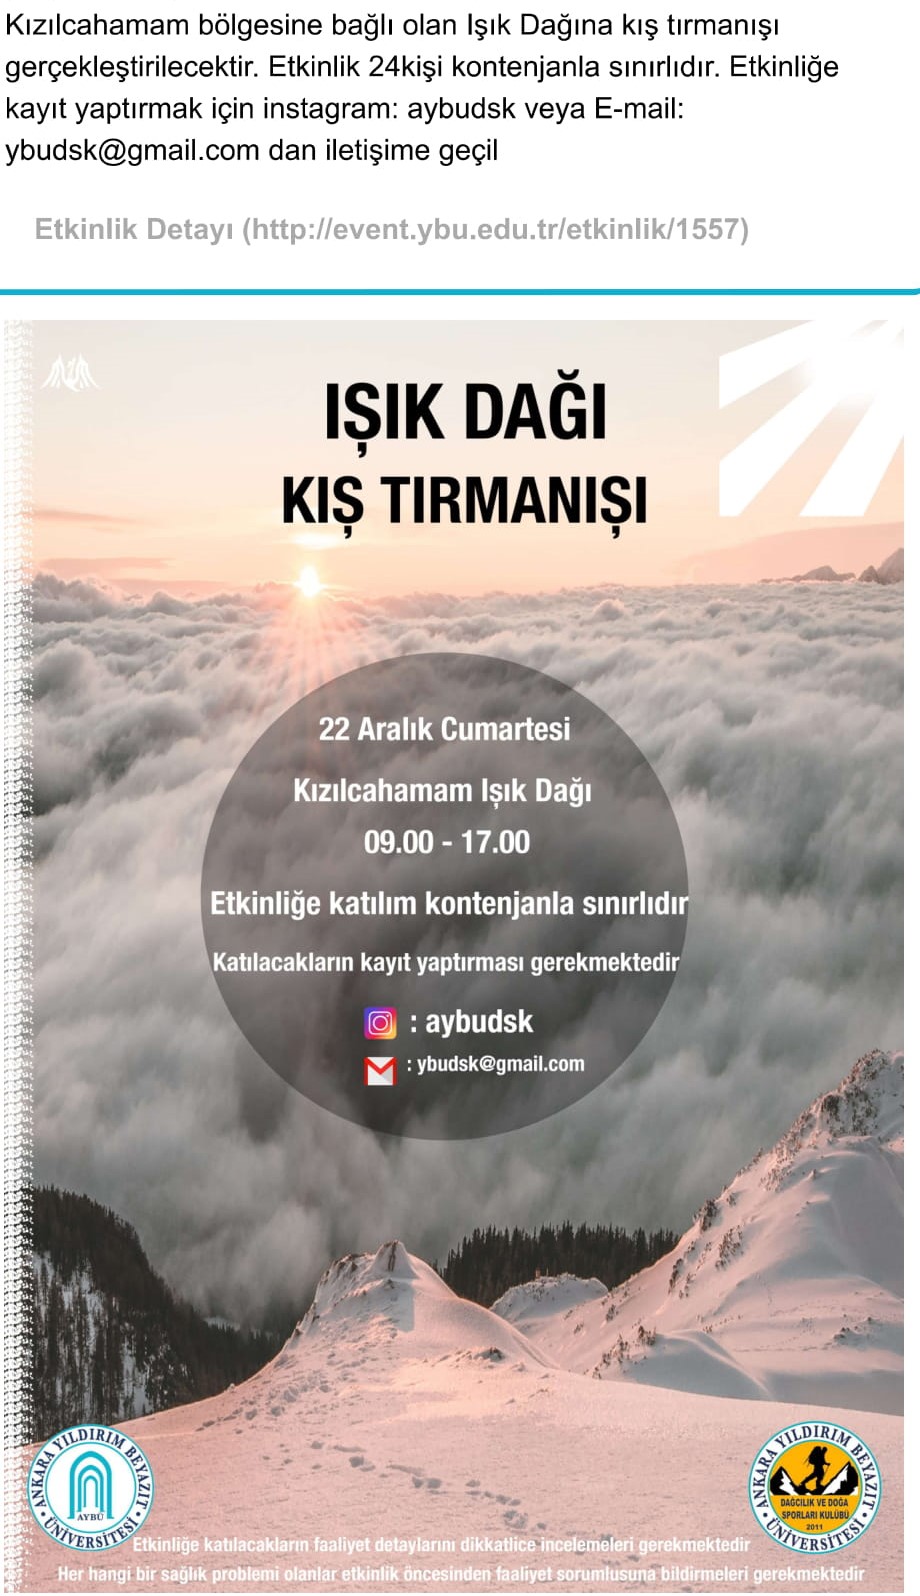 Kızılcahamam bölgesine bağlı olan Işık Dağına kış tırmanışı
gerçekleştirilecektir. Etkinlik 24kişi kontenjanla sınırlıdır. Etkinliğe
kayıt yaptırmak için instagram: aybudsk veya E-mail:
ybudsk@gmail.com dan iletişime geçil
Etkinlik Detayı (http://event.ybu.edu.tr/etkinlik/1557)
IŞIK DAĞI
KIŞ TIRMANIŞI
22 Aralık Cumartesi
Kızılcahamam Işık Dağı
09.00 - 17.00
Etkinliğe katılım kontenjanla sınırlıdır
Katılacakların kayıt yaptırması gerekmektedir
: aybudsk
: ybudsk@gmail.com
ANKARA YILDIRIM BEYAZIT
AYBÜ
ÜNİVERSİTESİ
ANKARA YILDIRIM BEYAZIT
DAĞCILIK VE DOĞA
SPORLARI KULÜBÜ
2011
ÜNİVERSİTESİ
Etkinliğe katılacakların faaliyet detaylarını dikkatlice incelemeleri gerekmektedir
Her hangi bir sağlık problemi olanlar etkinlik öncesinden faaliyet sorumlusuna bildirmeleri gerekmektedir